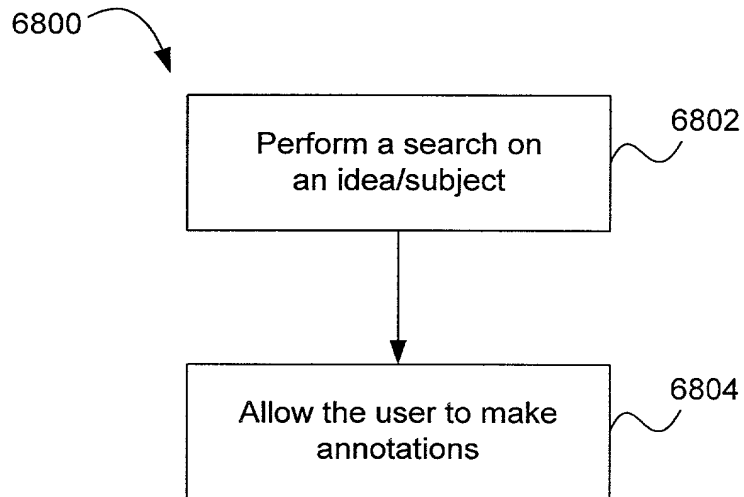 6800
6802
Perform a search on
an idea/subject
6804
Allow the user to make
annotations